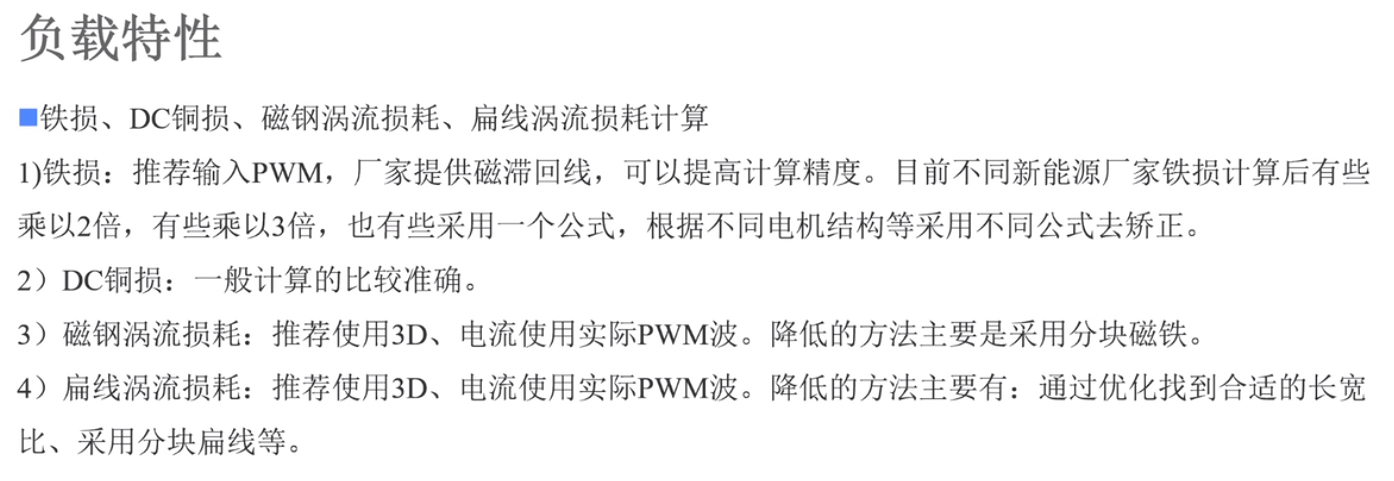 负载特性
■铁损、DC铜损、磁钢涡流损耗、扁线涡流损耗计算
1)铁损：推荐输入PWM，厂家提供磁滞回线，可以提高计算精度。目前不同新能源厂家铁损计算后有些
乘以2倍，有些乘以3倍，也有些采用一个公式，根据不同电机结构等采用不同公式去矫正。
2）DC铜损：一般计算的比较准确。
3）磁钢涡流损耗：推荐使用3D、电流使用实际PWM波。降低的方法主要是采用分块磁铁。
4）扁线涡流损耗：推荐使用3D、电流使用实际PWM波。降低的方法主要有：通过优化找到合适的长宽
比、采用分块扁线等。